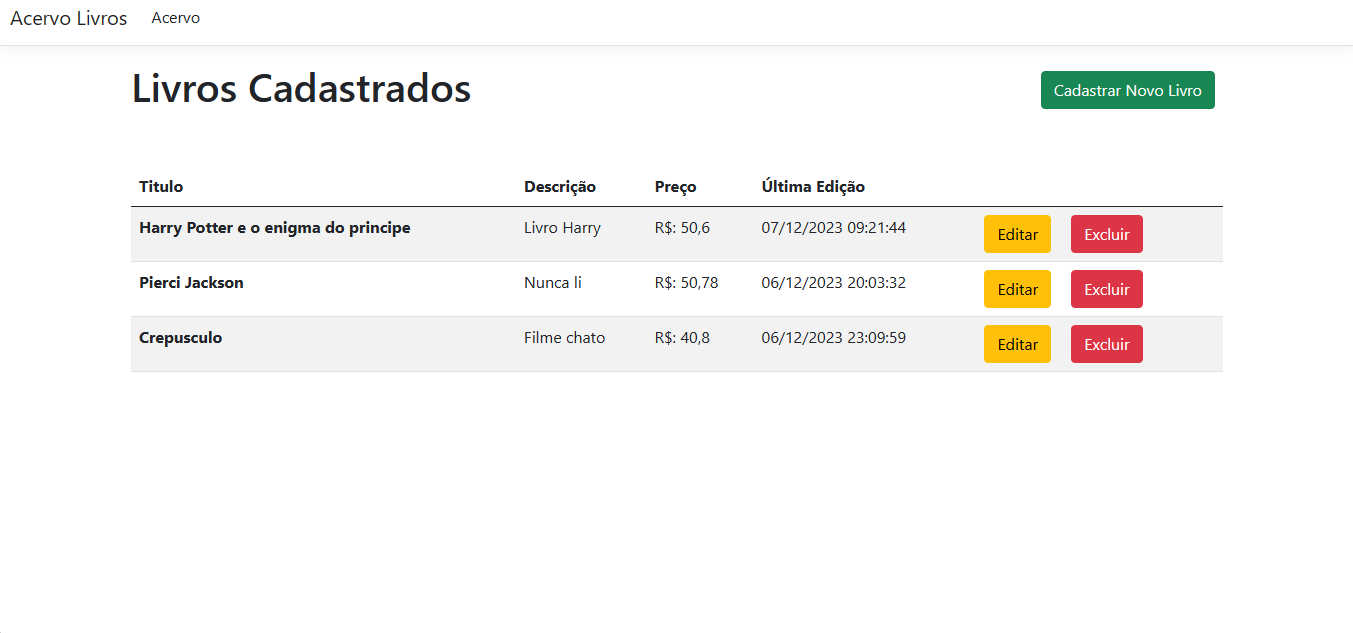 Acervo Livros Acervo
Livros Cadastrados Cadastrar Novo Livro
Titulo Descrição Preço Última Edição
Harry Potter e o enigma do principe Livro Harry R$: 50,6 07/12/2023 09:21:44 Editar Excluir
Pierci Jackson Nunca li R$: 50,78 06/12/2023 20:03:32 Editar Excluir
Crepusculo Filme chato R$: 40,8 06/12/2023 23:09:59 Editar Excluir